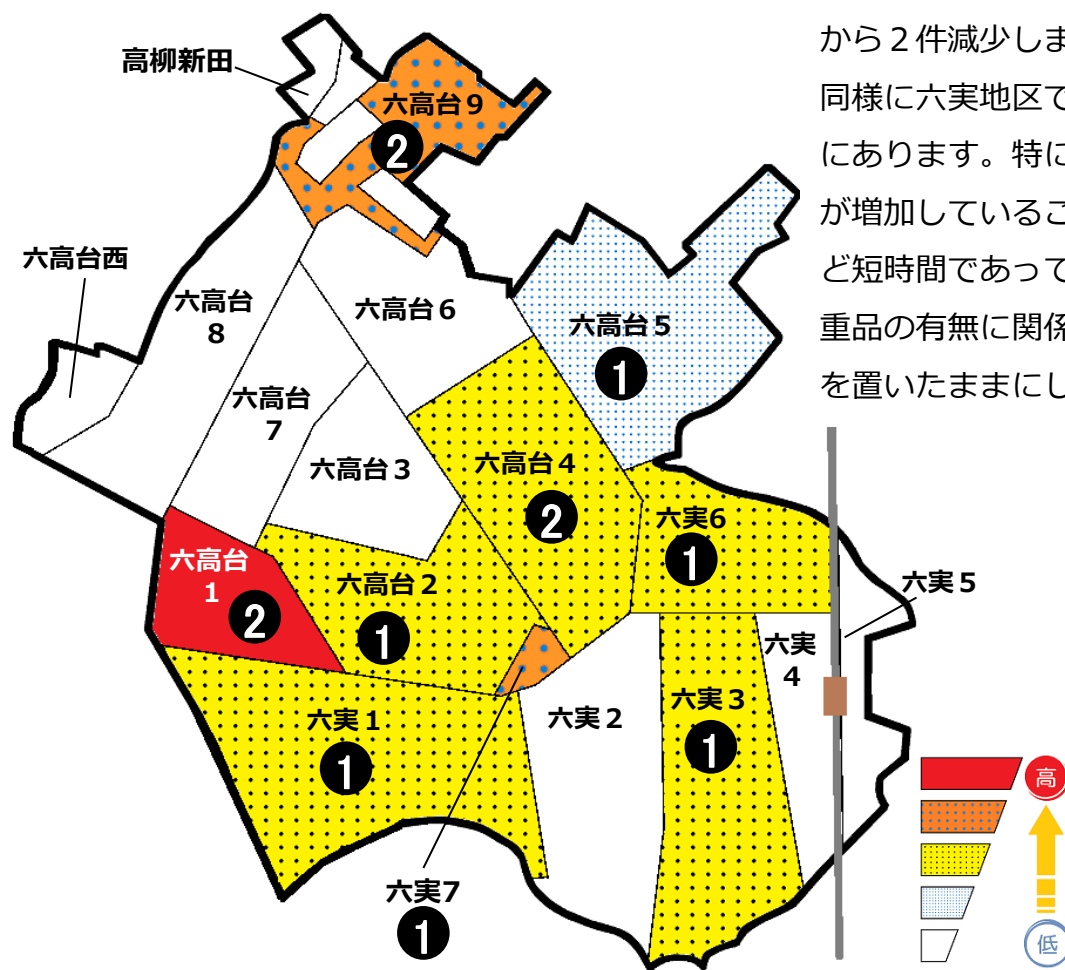 から２件減少しま
同様に六実地区で
にあります。特に
が増加しているこ
ど短時間であって
重品の有無に関係
を置いたままにし
高柳新田
六高台９
2
六高台西
六高台
8
六高台６
六高台５
1
六高台
7
六高台３
六高台４
2
六実6
1
六高台
1
2
六高台２
1
六実５
六実
4
六実１
1
六実２
六実３
1
六実7
1
高
低